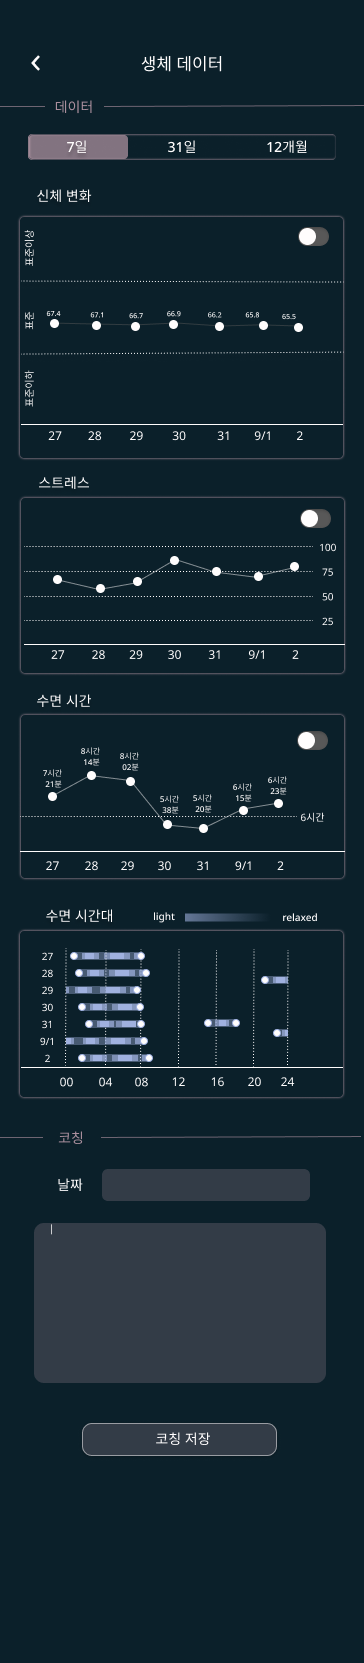 생체 데이터
데이터
7일 31일 12개월
신체 변화
표준이상
표준
표준이하
67.4 67.1 66.7 66.9 66.2 65.8 65.5
27 28 29 30 31 9/1 2
스트레스
100
75
50
25
27 28 29 30 31 9/1 2
수면 시간
7시간 21분
8시간 14분
8시간 02분
5시간 38분
5시간 20분
6시간 15분
6시간 23분
6시간
27 28 29 30 31 9/1 2
수면 시간대 light relaxed
27
28
29
30
31
9/1
2
00 04 08 12 16 20 24
코칭
날짜
코칭 저장